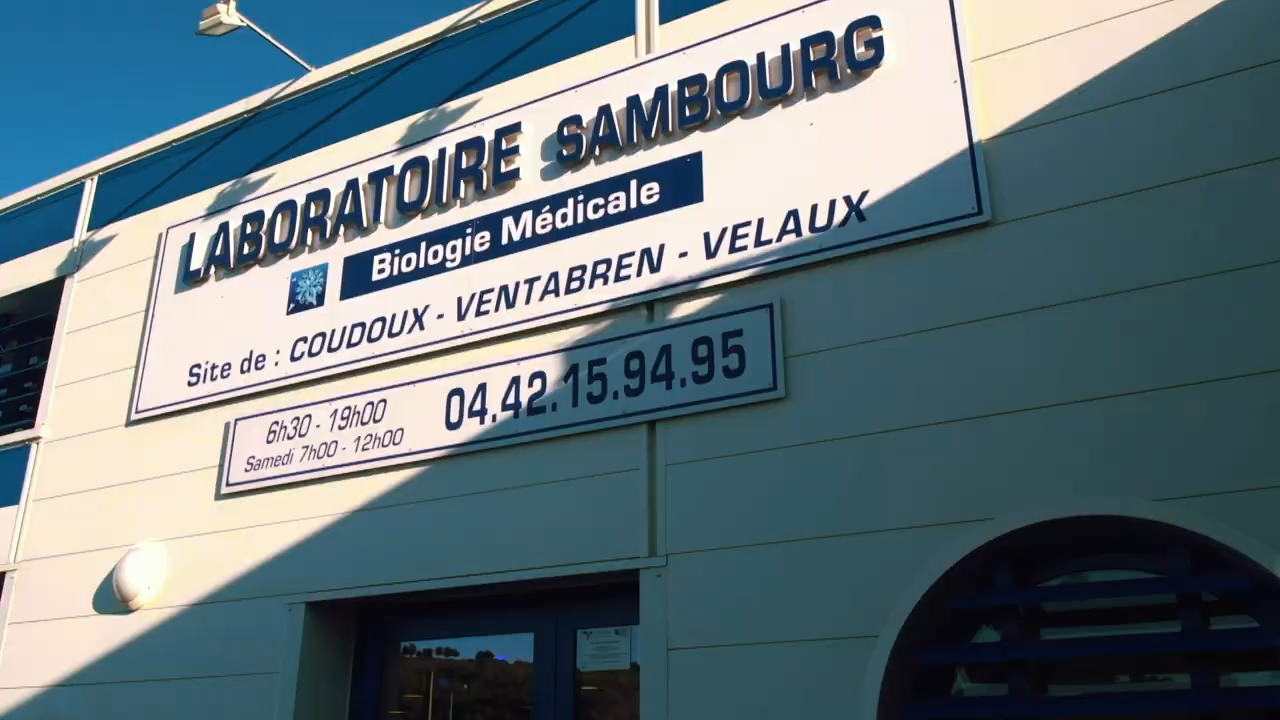 LABORATOIRE SAMBOURG
Biologie Médicale
Site de : COUDOUX - VENTABREN - VELAUX
6h30 - 19h00
Samedi 7h00 - 12h00
04.42.15.94.95